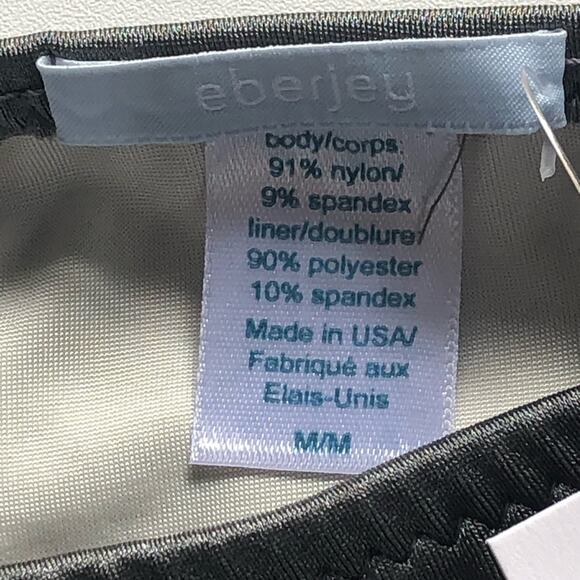 eberjey
body/corps:
91% nylon/
9% spandex
liner/doublure/
90% polyester
10% spandex
Made in USA/
Fabriqué aux
Elais-Unis
M/M